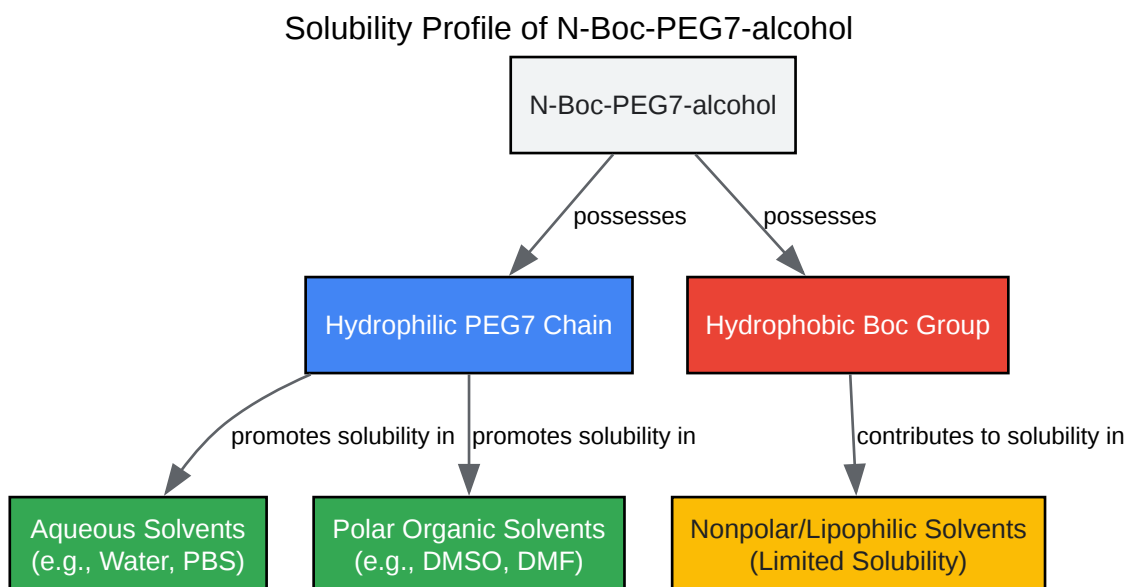 Solubility Profile of N-Boc-PEG7-alcohol
N-Boc-PEG7-alcohol
possesses
possesses
Hydrophilic PEG7 Chain
Hydrophobic Boc Group
promotes solubility in
promotes solubility in
contributes to solubility in
Aqueous Solvents
(e.g., Water, PBS)
Polar Organic Solvents
(e.g., DMSO, DMF)
Nonpolar/Lipophilic Solvents
(Limited Solubility)